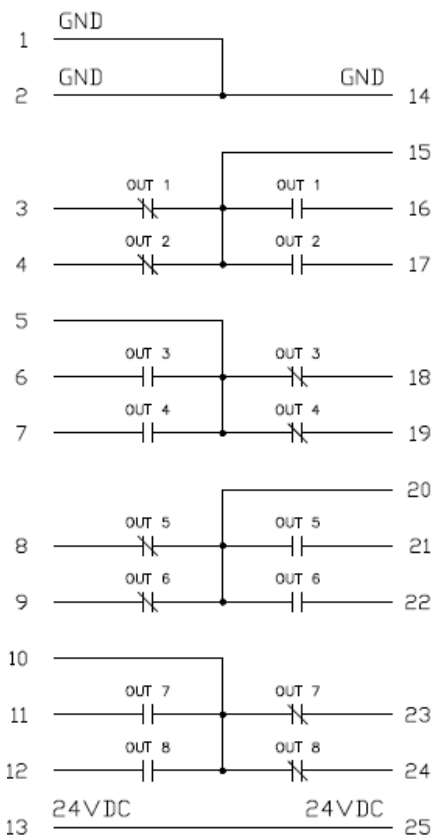 1 GND
2 GND GND 14
15
OUT 1 OUT 1
3 16
OUT 2 OUT 2
4 17
5
OUT 3 OUT 3
6 18
OUT 4 OUT 4
7 19
20
OUT 5 OUT 5
8 21
OUT 6 OUT 6
9 22
10
OUT 7 OUT 7
11 23
OUT 8 OUT 8
12 24
13 24VDC 24VDC 25